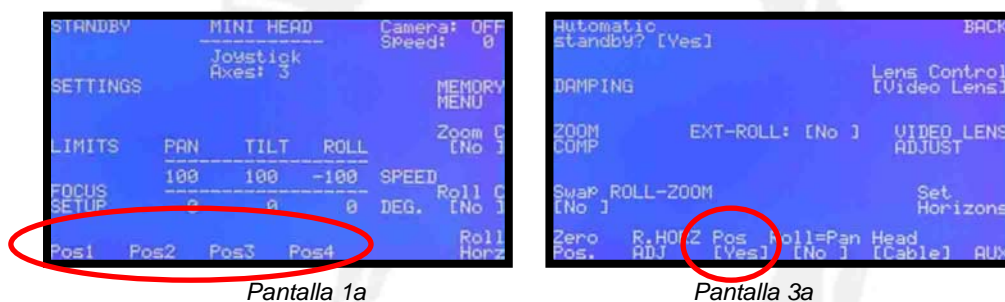 STANDBY MINI HEAD Camera: OFF
Speed: 0
Joystick
Axes: 3
SETTINGS MEMORY
MENU
Zoom C
LIMITS PAN TILT ROLL [No ]
100 100 -100 SPEED
FOCUS Roll C
SETUP 0 0 0 DEG. [No ]
Roll
Pos1 Pos2 Pos3 Pos4 Horz
Pantalla 1a
Automatic BACK
standby? [Yes]
Lens Control
DAMPING [Video Lens]
ZOOM EXT-ROLL: [No ] VIDEO LENS
COMP ADJUST
Swap ROLL-ZOOM Set
[No ] Horizons
Zero R.HORZ Pos Roll=Pan Head
Pos. ADJ [Yes] [No ] [Cable] AUX
Pantalla 3a